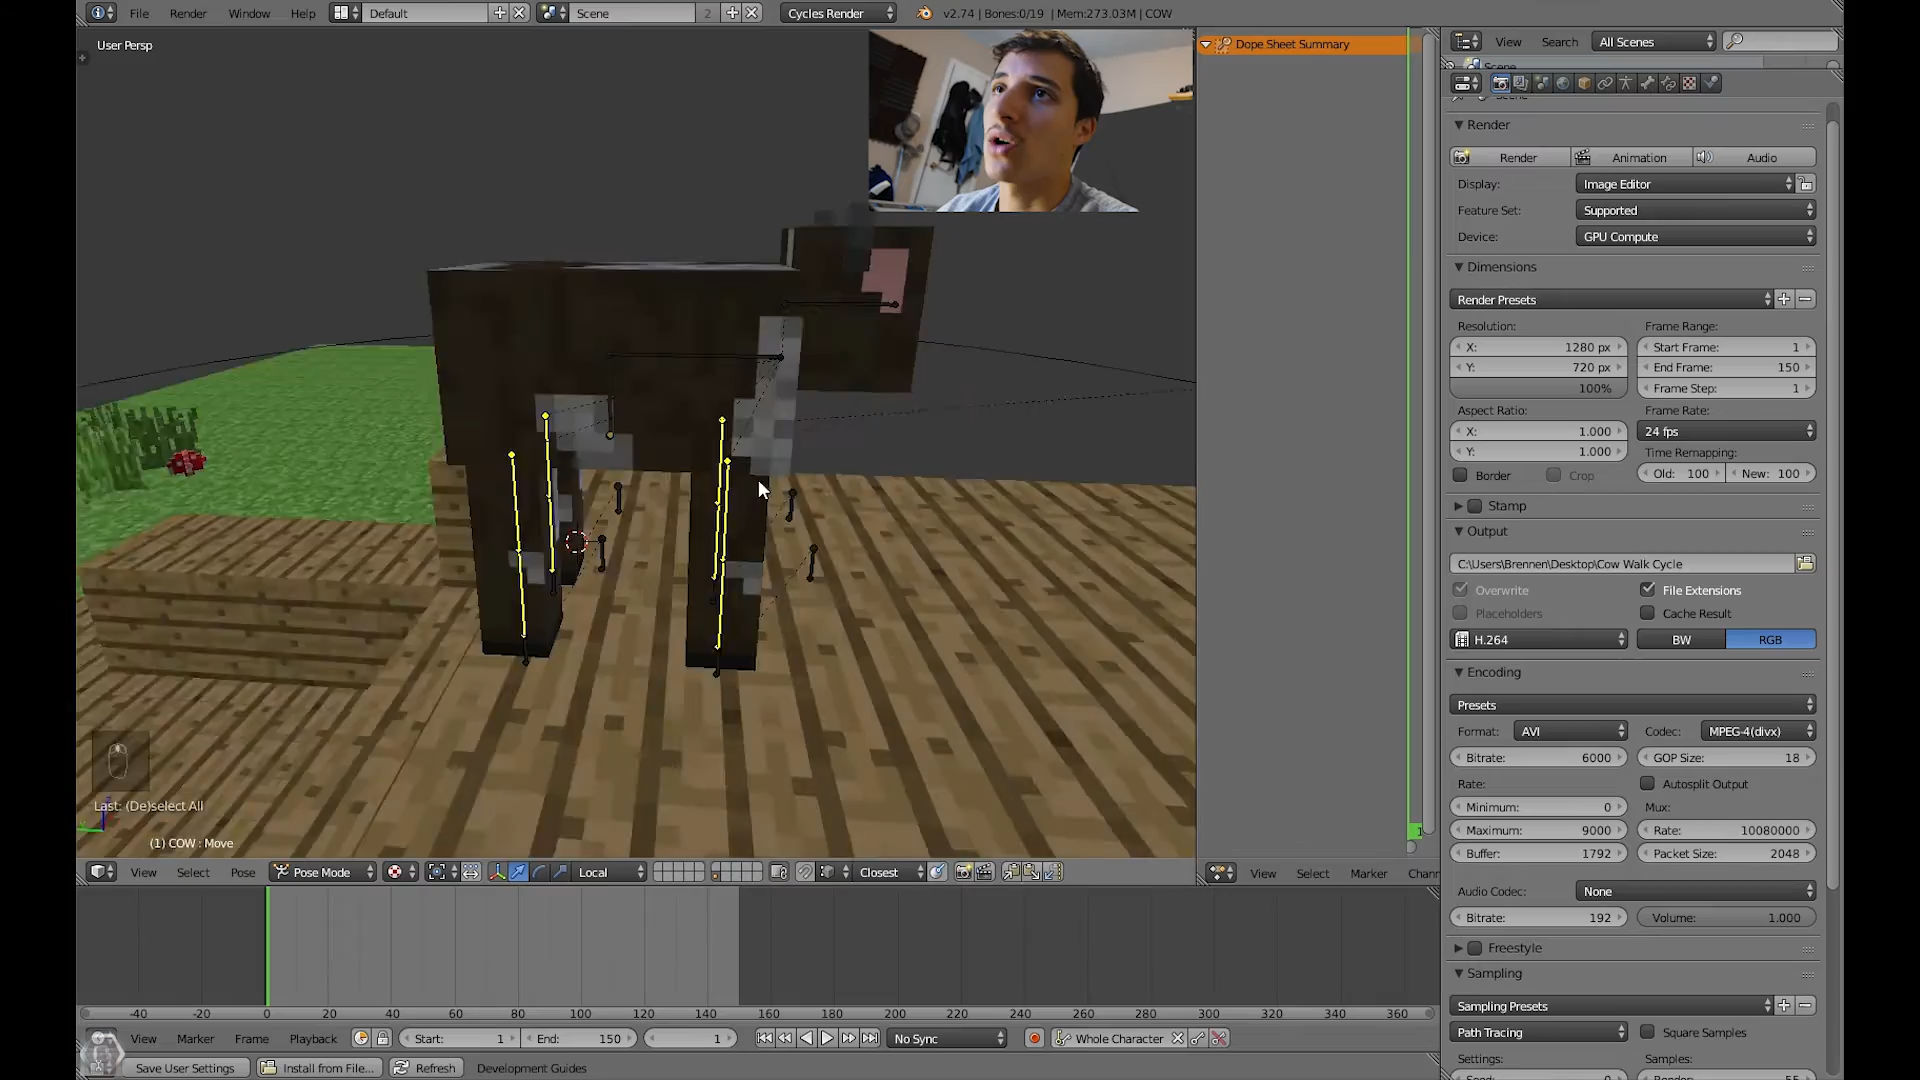 File Render Window Help Default Scene 2 Cycles Render v2.74 | Bones:0/19 | Mem:273.03M | COW
User Persp
Last: (De)select All
(1) COW : Move
View Select Pose Pose Mode Local Closest
Dope Sheet Summary
1
View Select Marker Chann
View Search All Scenes
Scene
Render
Render Animation Audio
Display: Image Editor
Feature Set: Supported
Device: GPU Compute
Dimensions
Render Presets
Resolution: Frame Range:
X: 1280 px Start Frame: 1
Y: 720 px End Frame: 150
100% Frame Step: 1
Aspect Ratio: Frame Rate:
X: 1.000 24 fps
Y: 1.000 Time Remapping:
Border Crop Old: 100 New: 100
Stamp
Output
C:\Users\Brennen\Desktop\Cow Walk Cycle
Overwrite File Extensions
Placeholders Cache Result
H.264 BW RGB
Encoding
Presets
Format: AVI Codec: MPEG-4(divx)
Bitrate: 6000 GOP Size: 18
Rate: Autosplit Output
Minimum: 0 Mux:
Maximum: 9000 Rate: 10080000
Buffer: 1792 Packet Size: 2048
Audio Codec: None
Bitrate: 192 Volume: 1.000
Freestyle
Sampling
Sampling Presets
Path Tracing Square Samples
Settings: Samples:
-40 -20 0 20 40 60 80 100 120 140 160 180 200 220 240 260 280 300 320 340 360
View Marker Frame Playback Start: 1 End: 150 1 No Sync Whole Character
Save User Settings Install from File... Refresh Development Guides